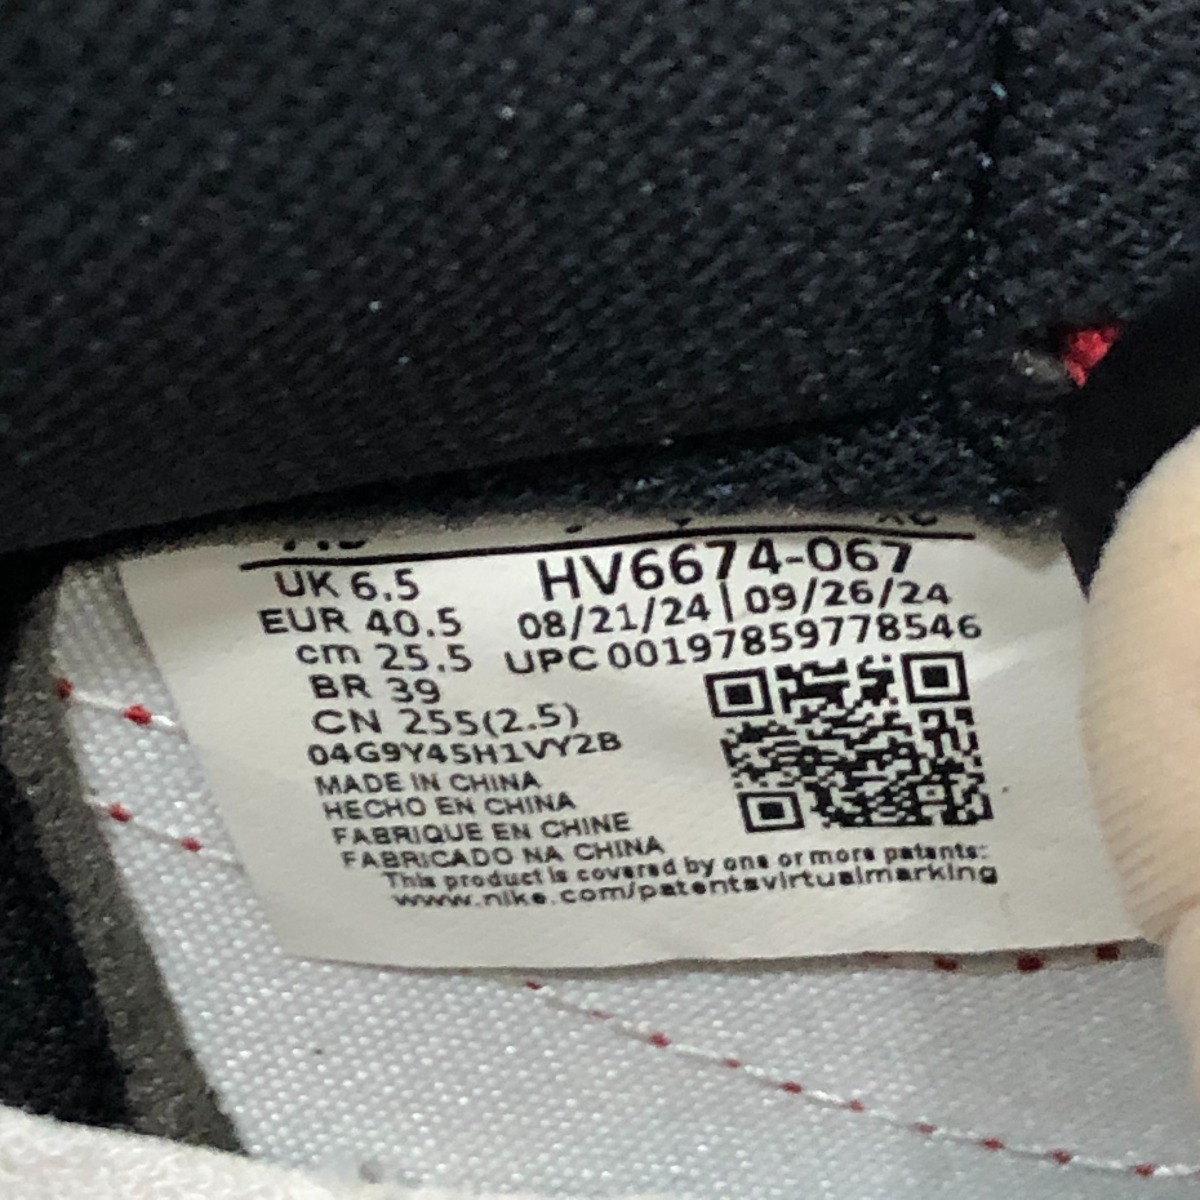 UK 6.5 HV6674-067
EUR 40.5 08/21/24 | 09/26/24
cm 25.5 UPC 00197859778546
BR 39
CN 255(2.5)
04G9Y45H1VY2B
MADE IN CHINA
HECHO EN CHINA
FABRIQUE EN CHINE
FABRICADO NA CHINA
This product is covered by one or more patents:
www.nike.com/patentsvirtualmarking